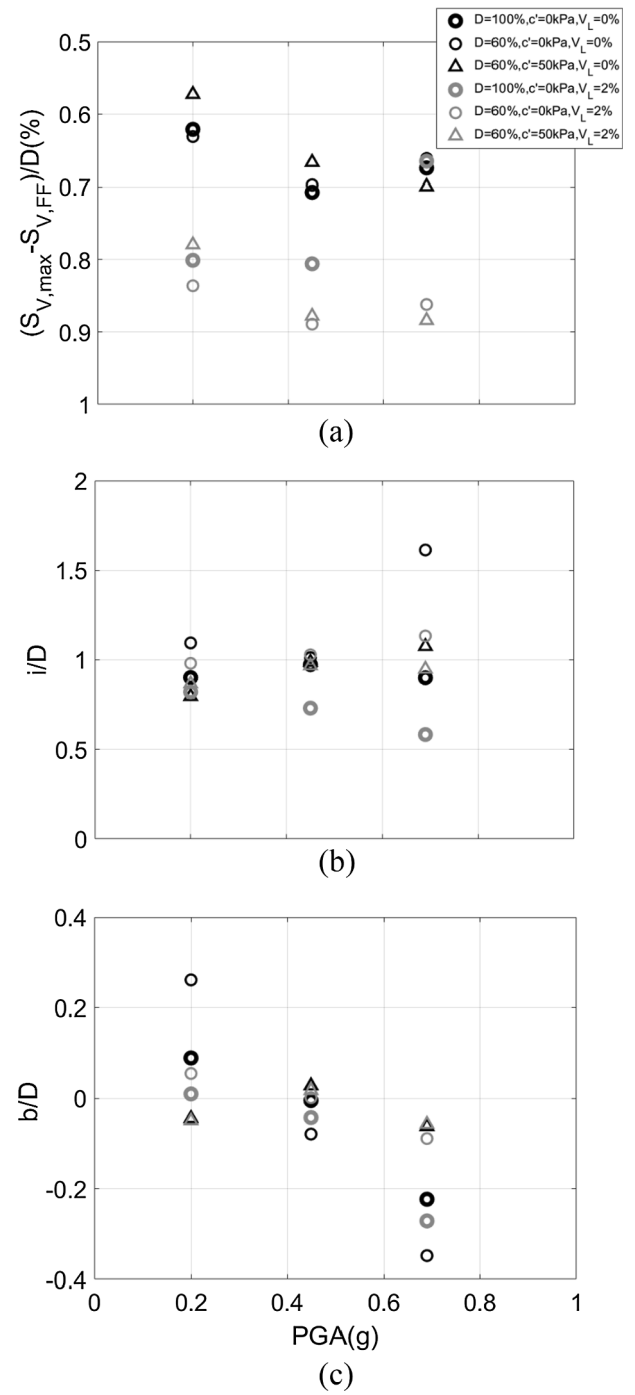 D=100%,c'=0kPa,V_L=0%
D=60%,c'=0kPa,V_L=0%
D=60%,c'=50kPa,V_L=0%
D=100%,c'=0kPa,V_L=2%
D=60%,c'=0kPa,V_L=2%
D=60%,c'=50kPa,V_L=2%
(S_V,max-S_V,FF)/D(%)
0.5
0.6
0.7
0.8
0.9
1
(a)
i/D
2
1.5
1
0.5
0
(b)
b/D
0.4
0.2
0
-0.2
-0.4
0 0.2 0.4 0.6 0.8 1
PGA(g)
(c)